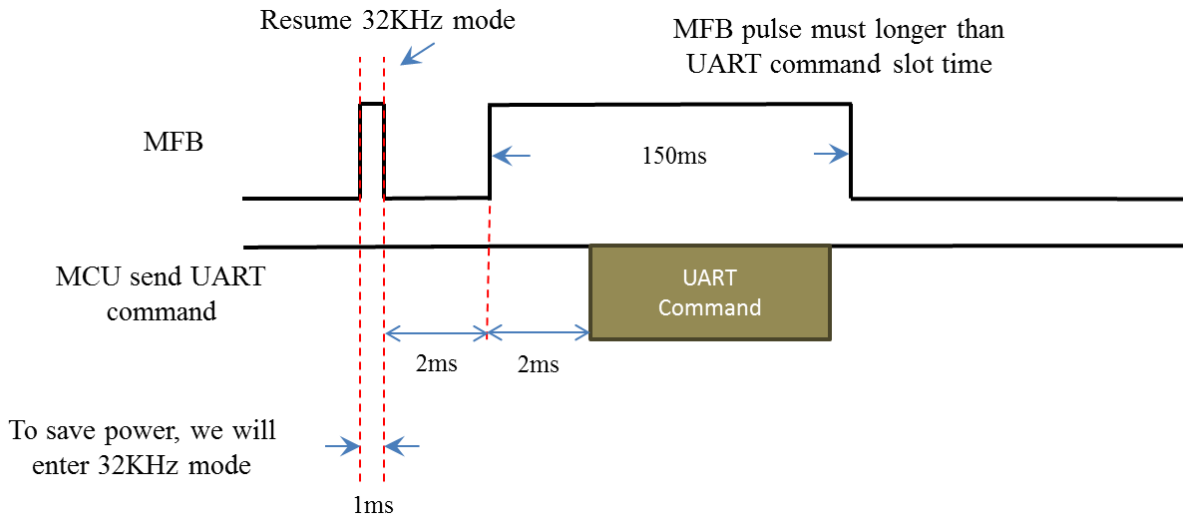 Resume 32KHz mode
MFB pulse must longer than
UART command slot time
MFB
150ms
MCU send UART
command
UART
Command
2ms
2ms
To save power, we will
enter 32KHz mode
1ms